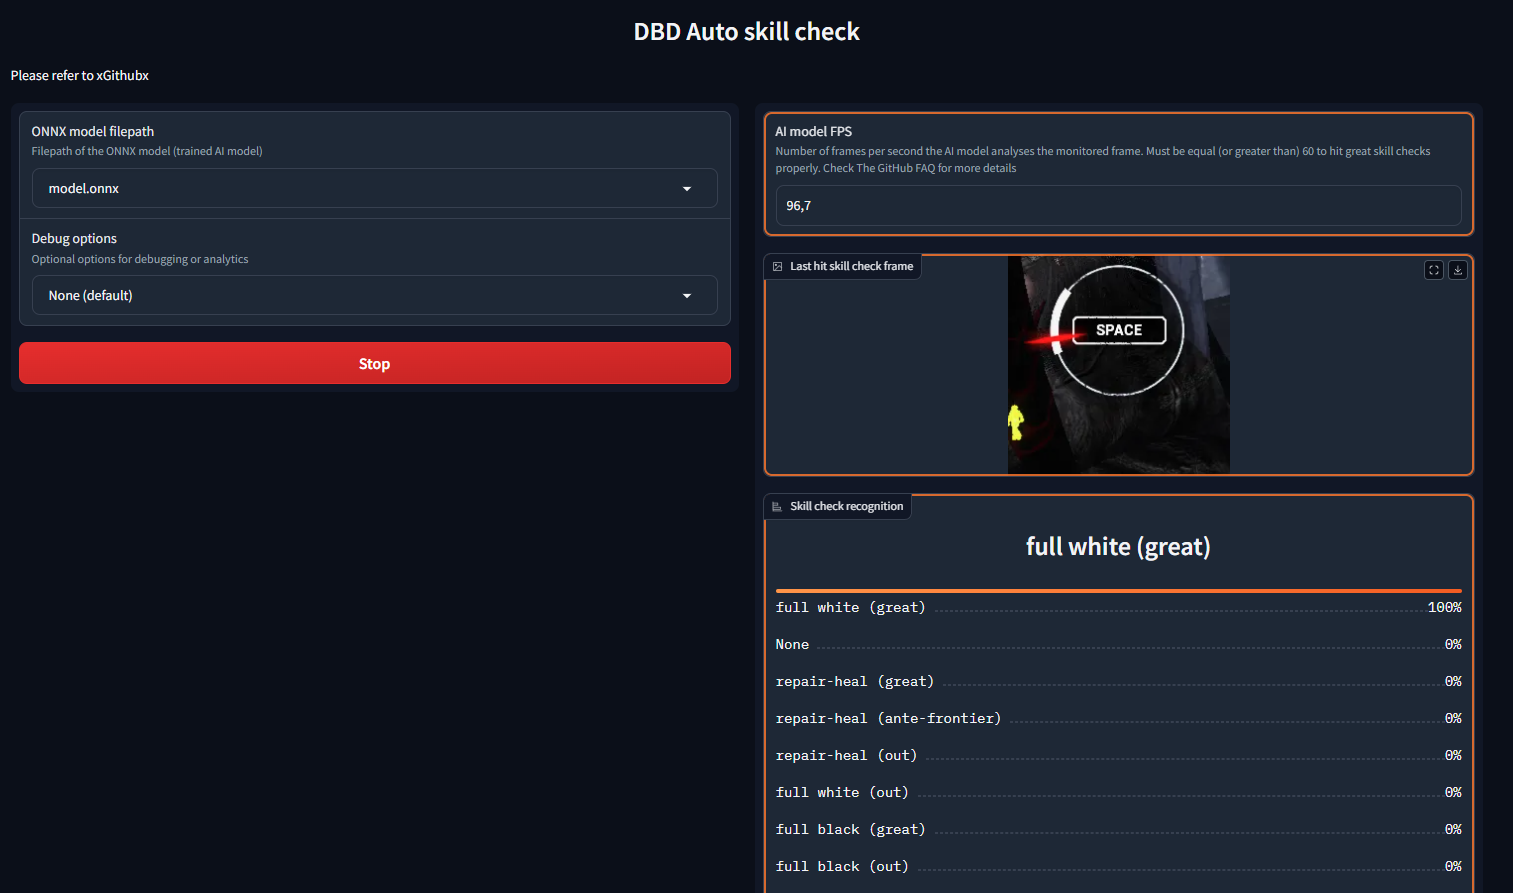 DBD Auto skill check
Please refer to xGithubx
ONNX model filepath
Filepath of the ONNX model (trained AI model)
model.onnx
Debug options
Optional options for debugging or analytics
None (default)
Stop
AI model FPS
Number of frames per second the AI model analyses the monitored frame. Must be equal (or greater than) 60 to hit great skill checks
properly. Check The GitHub FAQ for more details
96,7
Last hit skill check frame
SPACE
Skill check recognition
full white (great)
full white (great) 100%
None 0%
repair-heal (great) 0%
repair-heal (ante-frontier) 0%
repair-heal (out) 0%
full white (out) 0%
full black (great) 0%
full black (out) 0%